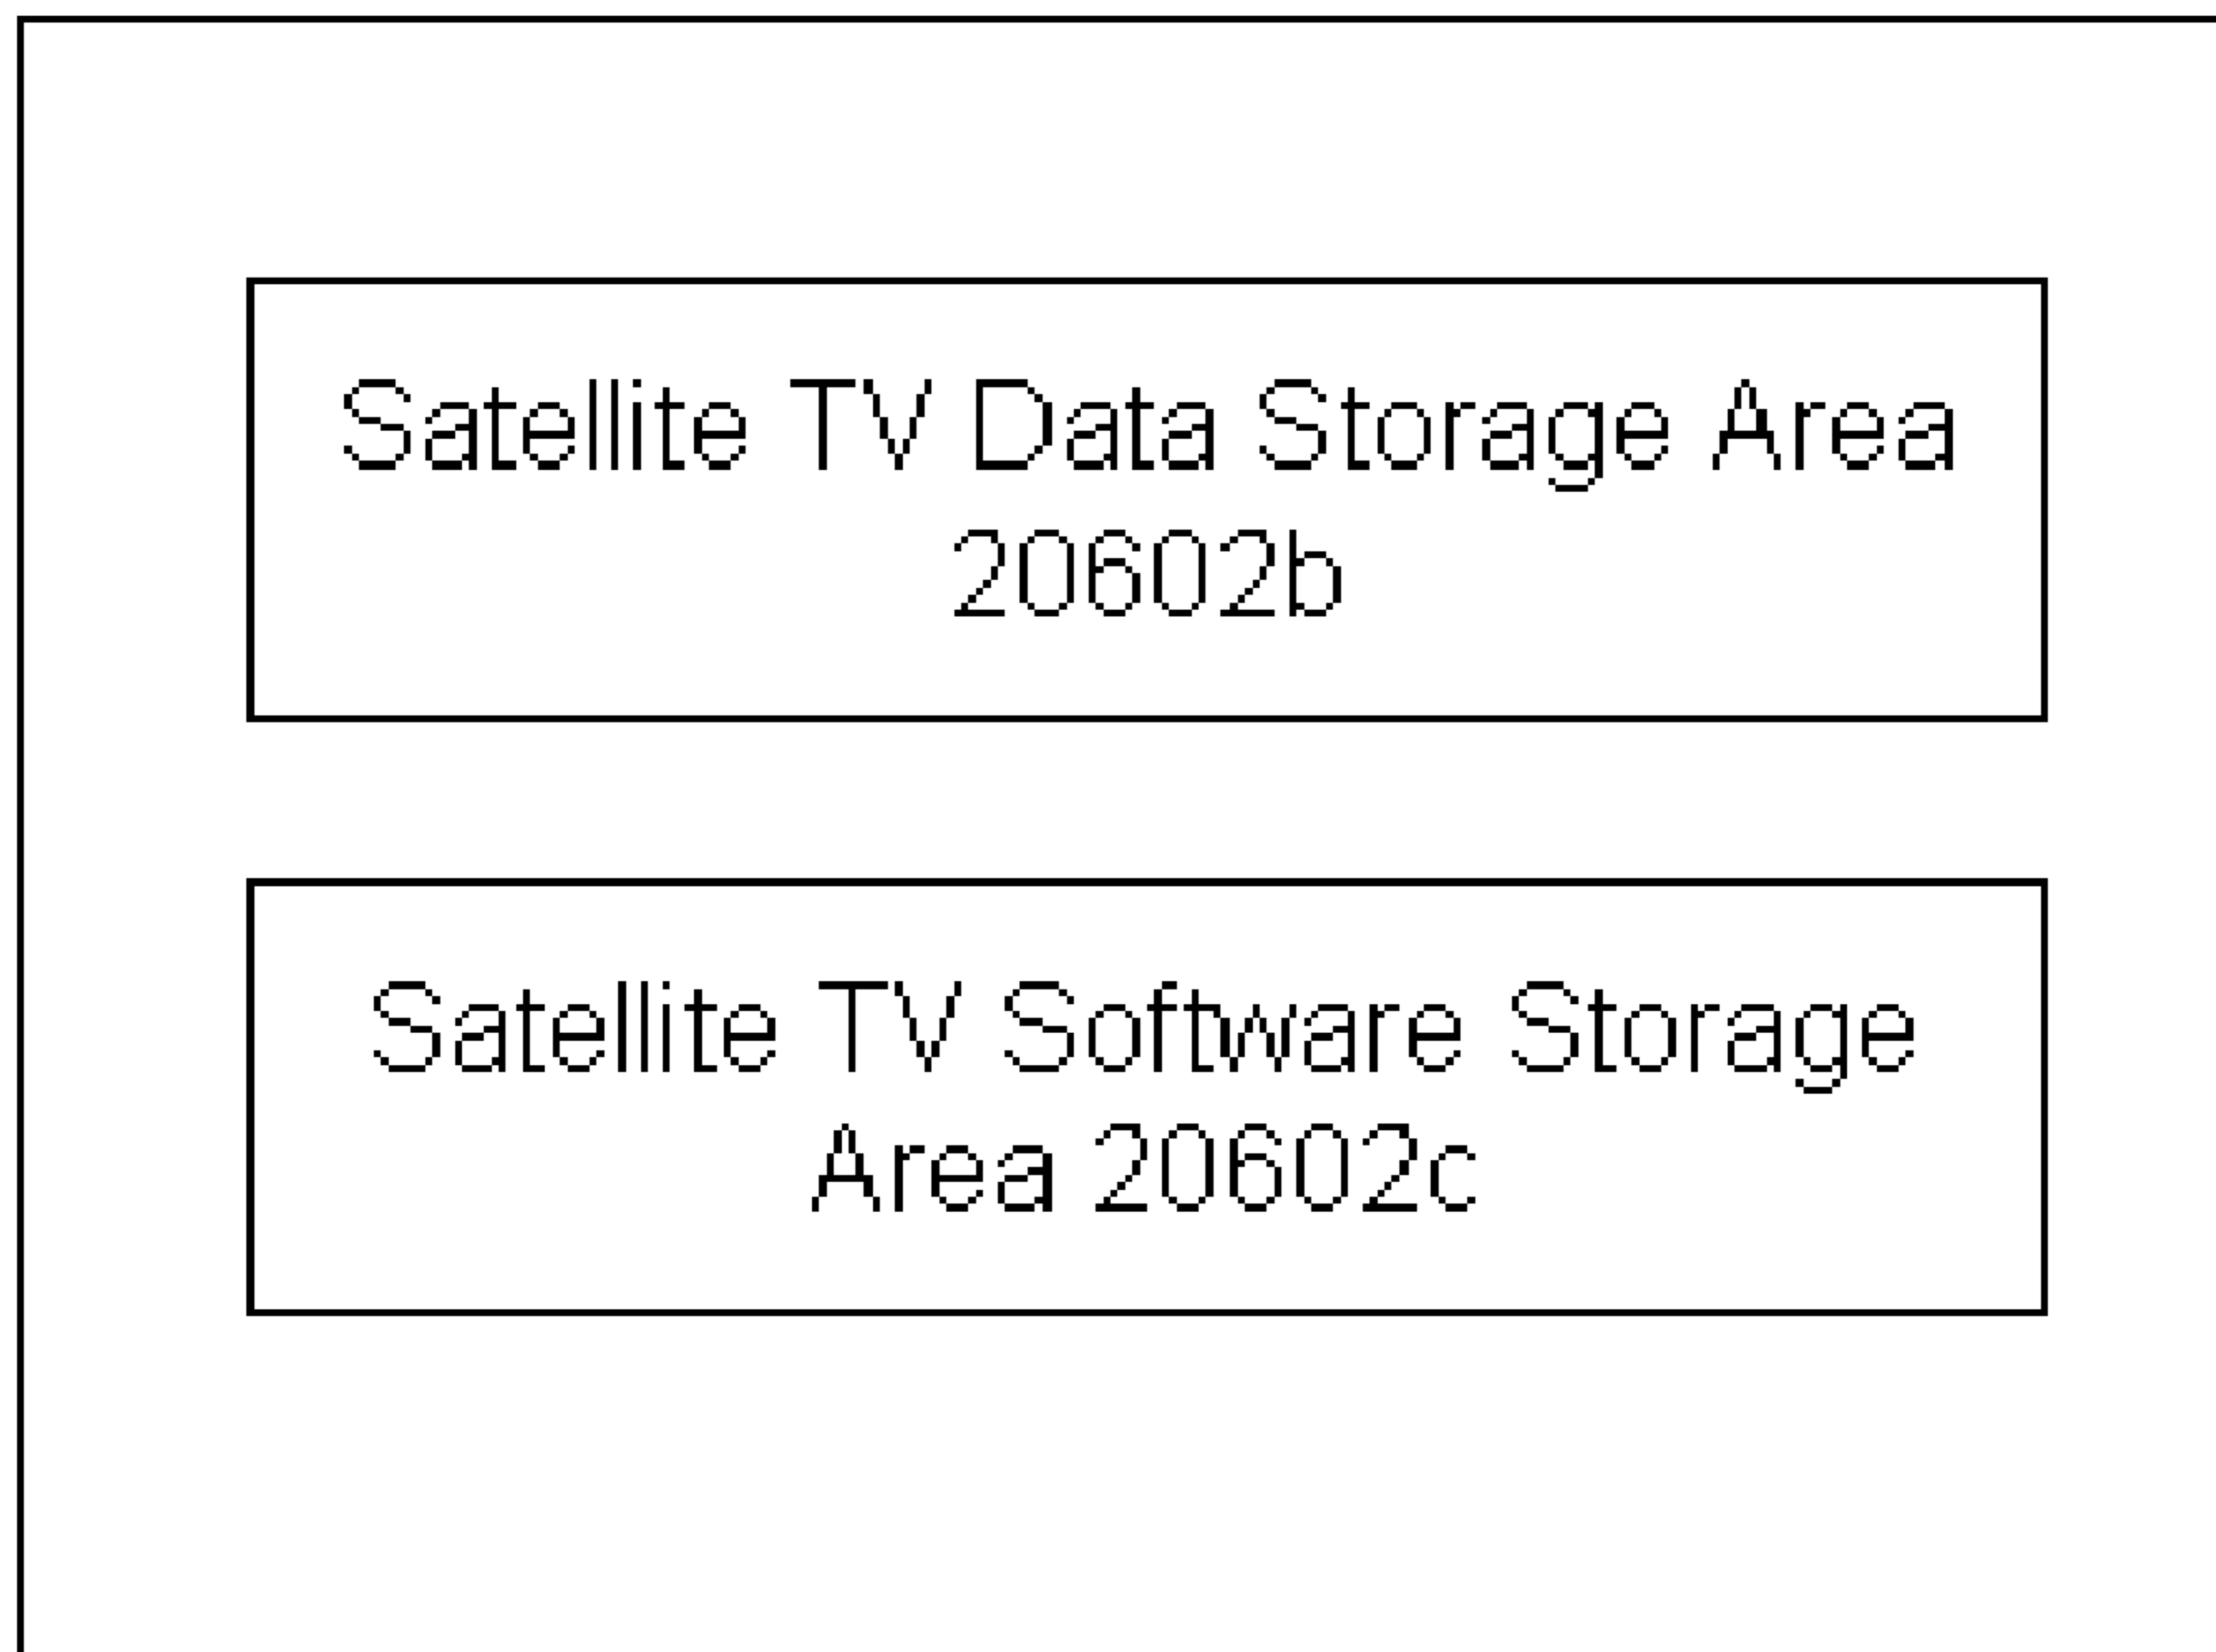 Satellite TV Data Storage Area
20602b
Satellite TV Software Storage
Area 20602c